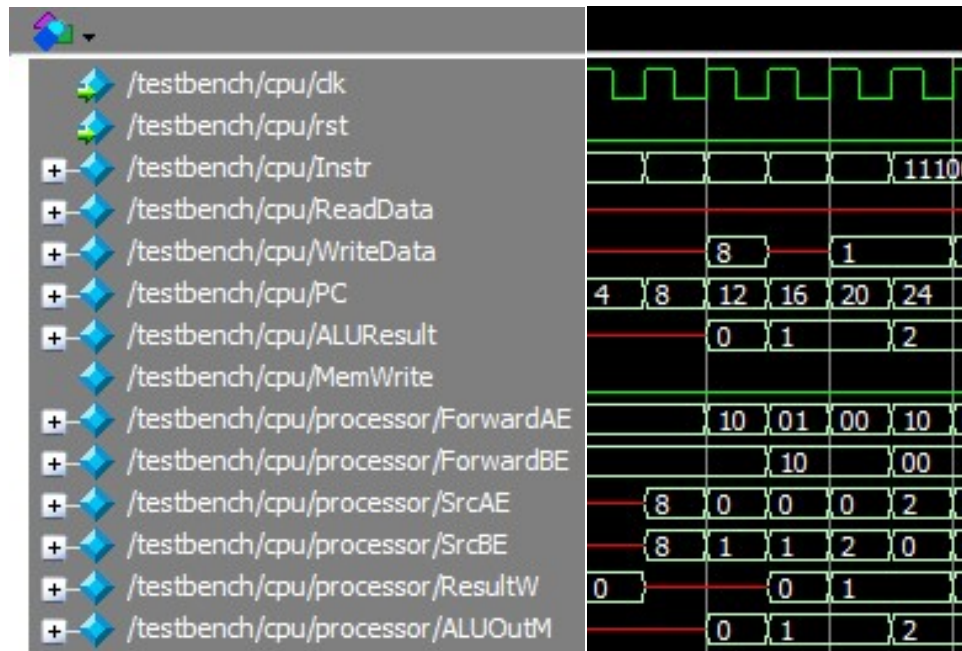 /testbench/cpu/clk
/testbench/cpu/rst
/testbench/cpu/Instr 1110
/testbench/cpu/ReadData
/testbench/cpu/WriteData 8 1
/testbench/cpu/PC 4 8 12 16 20 24
/testbench/cpu/ALUResult 0 1 2
/testbench/cpu/MemWrite
/testbench/cpu/processor/ForwardAE 10 01 00 10
/testbench/cpu/processor/ForwardBE 10 00
/testbench/cpu/processor/SrcAE 8 0 0 0 2
/testbench/cpu/processor/SrcBE 8 1 1 2 0
/testbench/cpu/processor/ResultW 0 0 1
/testbench/cpu/processor/ALUOutM 0 1 2